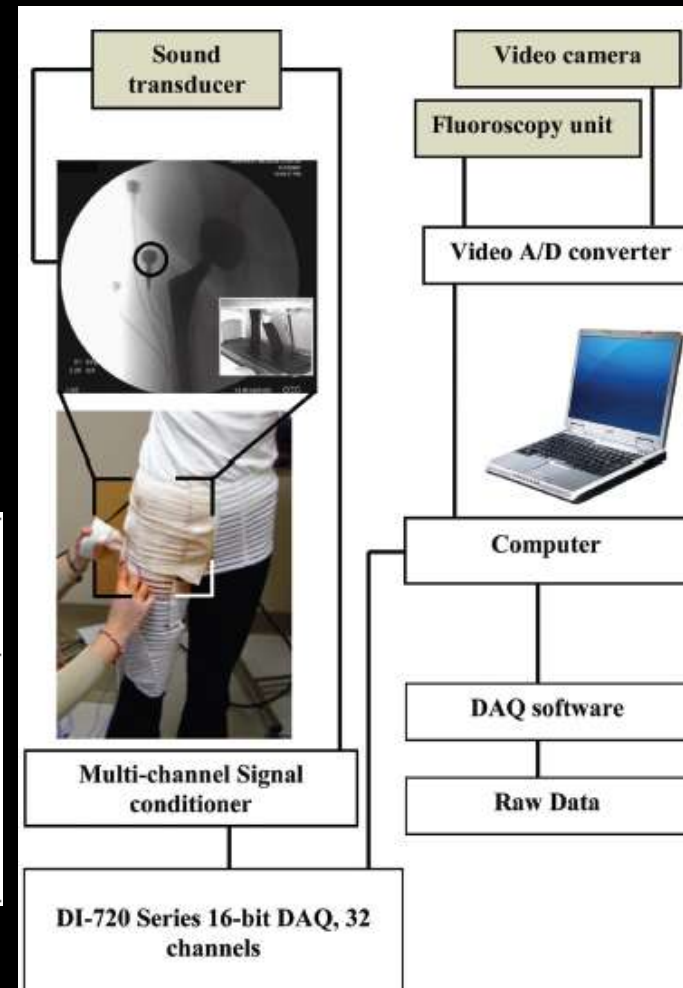 Sound
transducer
Video camera
Fluoroscopy unit
Video A/D converter
Computer
DAQ software
Raw Data
Multi-channel Signal
conditioner
DI-720 Series 16-bit DAQ, 32
channels